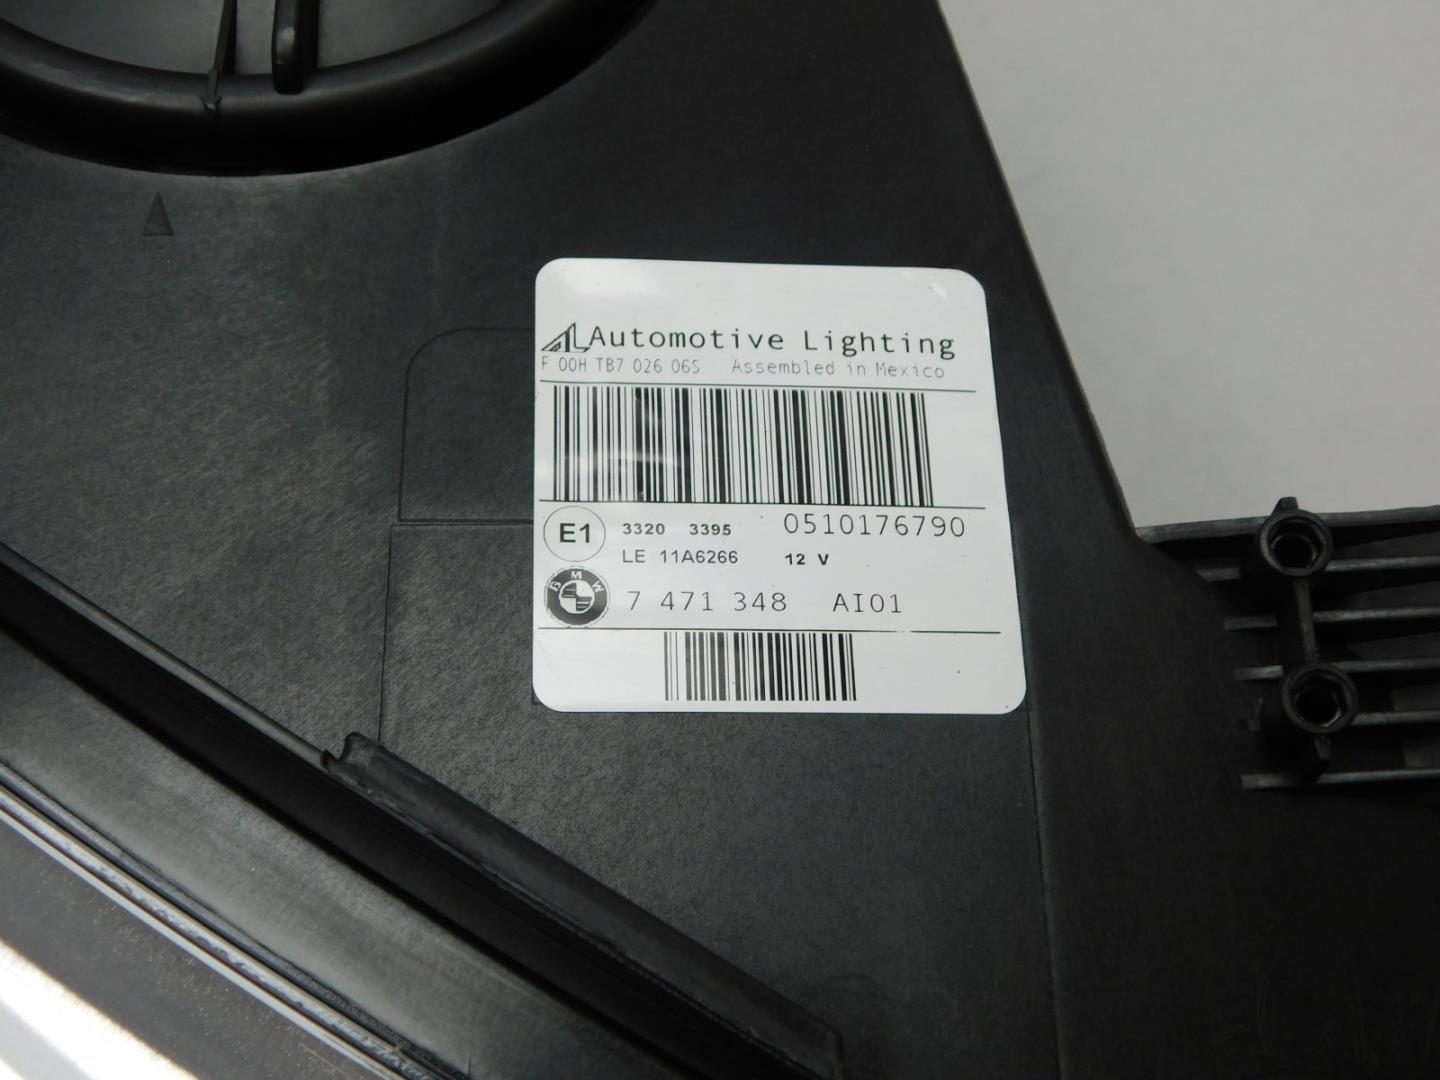 AL Automotive Lighting
F 00H TB7 026 06S Assembled in Mexico
E1 3320 3395 0510176790
LE 11A6266 12 V
BMW 7 471 348 AI01